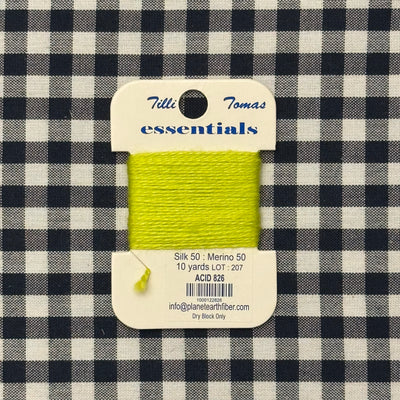 Tilli Tomas
essentials
Silk 50 : Merino 50
10 yards LOT : 207
ACID 826
1000122826
info@planetearthfiber.com
Dry Block Only